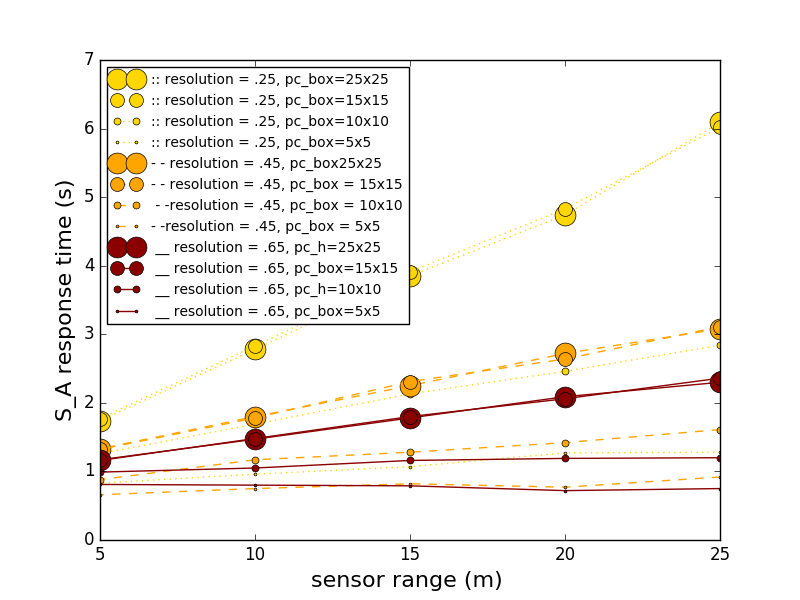 7
6
5
4
3
2
1
0
S_A response time (s)
:: resolution = .25, pc_box=25x25
:: resolution = .25, pc_box=15x15
:: resolution = .25, pc_box=10x10
:: resolution = .25, pc_box=5x5
- - resolution = .45, pc_box25x25
- - resolution = .45, pc_box = 15x15
- -resolution = .45, pc_box = 10x10
- -resolution = .45, pc_box = 5x5
__ resolution = .65, pc_h=25x25
__ resolution = .65, pc_box=15x15
__ resolution = .65, pc_h=10x10
__ resolution = .65, pc_box=5x5
5 10 15 20 25
sensor range (m)